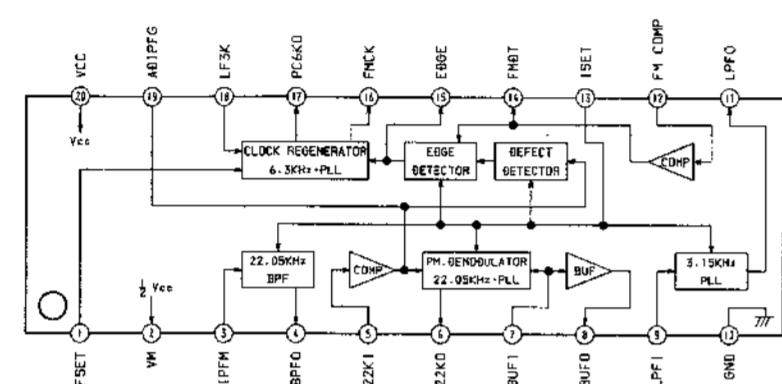 VCC
ADIPFG
LF3K
PC6KO
FMCK
EDGE
FMDT
ISET
FM COMP
LPFO
20
19
18
17
16
15
14
13
12
11
Vcc
CLOCK REGENERATOR
6.3KHz-PLL
EDGE
DETECTOR
DEFECT
DETECTOR
COMP
22.05KHz
BPF
COMP
PM.DEMODULATOR
22.05KHz-PLL
BUF
3.15KHz
PLL
½ Vcc
1
2
3
4
5
6
7
8
9
10
FSET
VM
BPFO
22KI
22KO
BUFI
BUFO
LPFI
GND